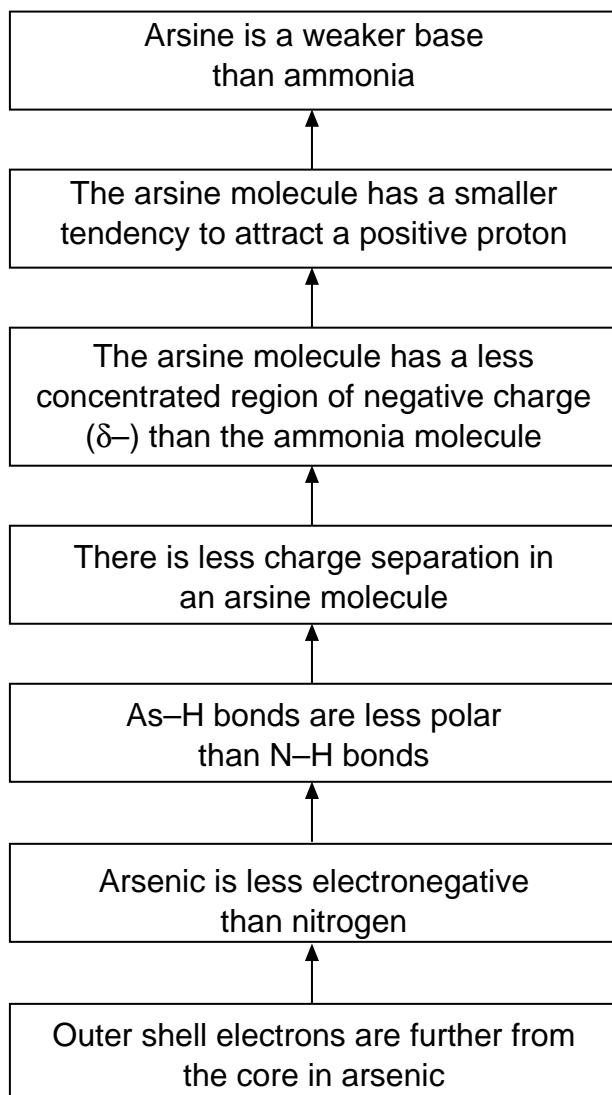 Arsine is a weaker base
than ammonia
The arsine molecule has a smaller
tendency to attract a positive proton
The arsine molecule has a less
concentrated region of negative charge
(δ–) than the ammonia molecule
There is less charge separation in
an arsine molecule
As–H bonds are less polar
than N–H bonds
Arsenic is less electronegative
than nitrogen
Outer shell electrons are further from
the core in arsenic